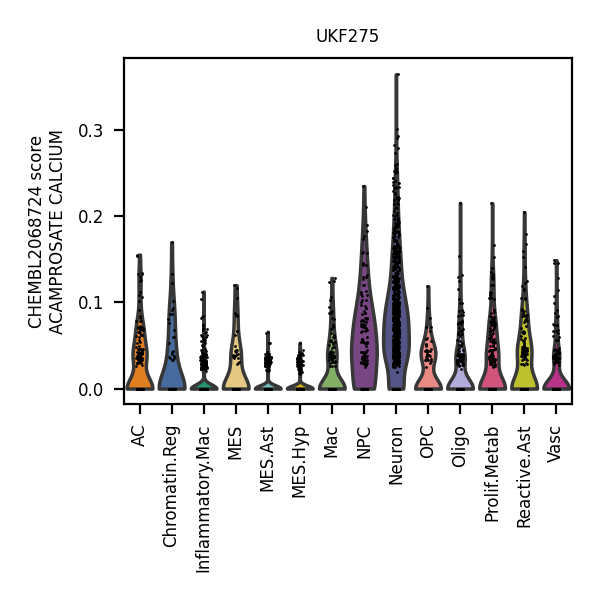 UKF275
CHEMBL2068724 score
ACAMPROSATE CALCIUM
0.3
0.2
0.1
0.0
AC
Chromatin.Reg
Inflammatory.Mac
MES
MES.Ast
MES.Hyp
Mac
NPC
Neuron
OPC
Oligo
Prolif.Metab
Reactive.Ast
Vasc